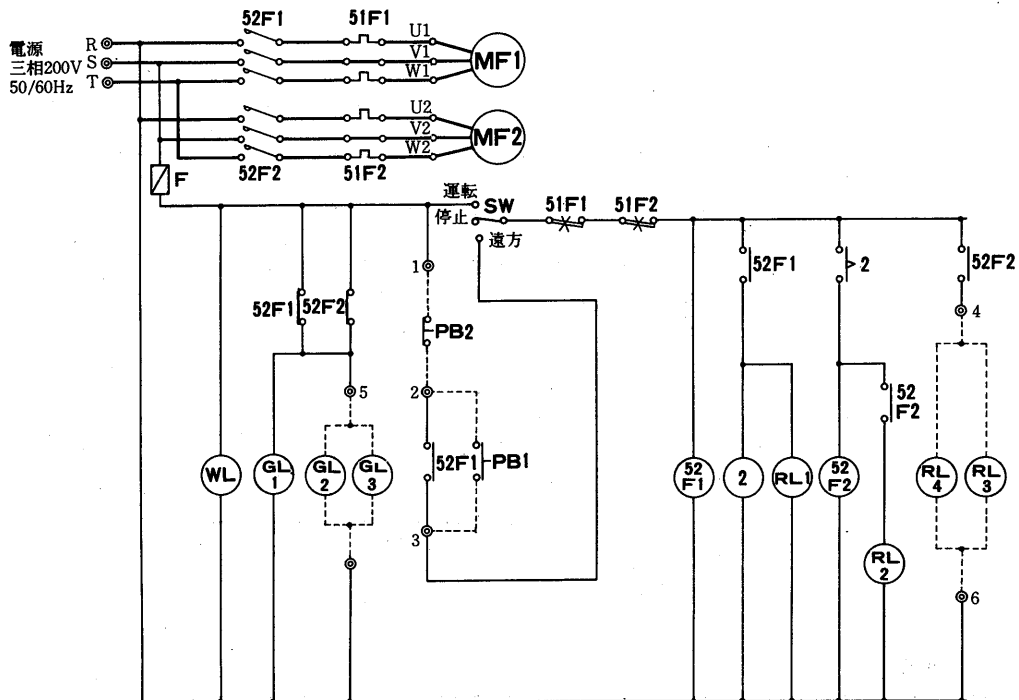 52F1
51F1
U1
V1
W1
MF1
電源
三相200V
50/60Hz
R
S
T
U2
V2
W2
MF2
52F2
51F2
F
運転
停止
遠方
SW
51F1
51F2
52F1
2
52F2
1
4
52F1
52F2
PB2
5
2
52
F2
52F1
PB1
WL
GL
1
GL
2
GL
3
52
F1
2
RL1
52
F2
RL
4
RL
3
3
RL
2
6